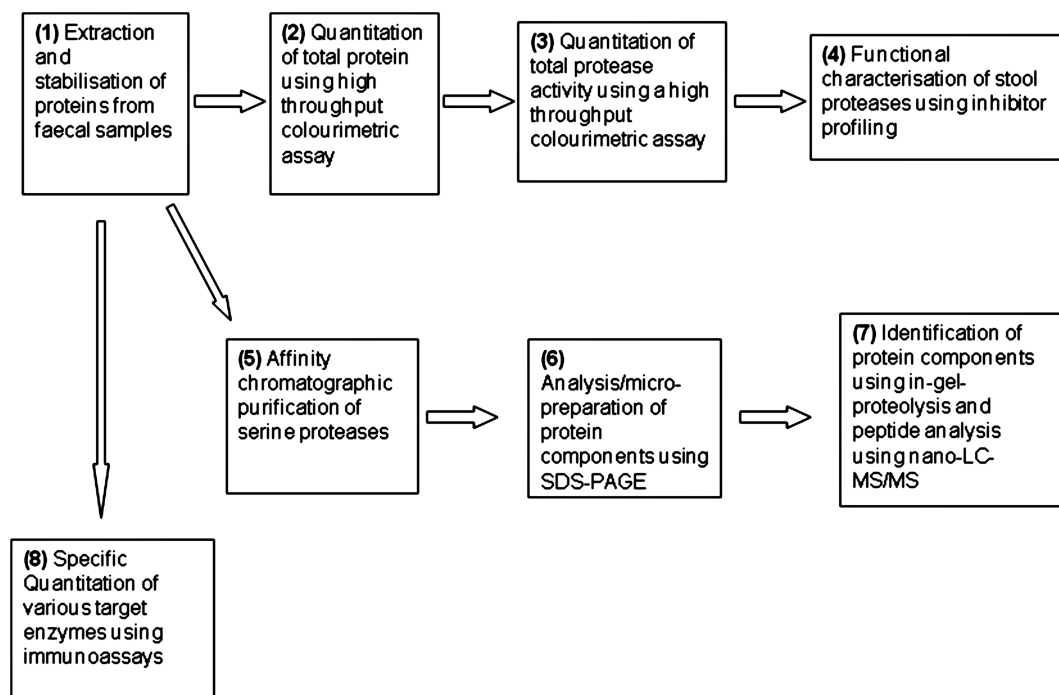 (1) Extraction
and
stabilisation of
proteins from
faecal samples
(2) Quantitation
of total protein
using high
throughput
colourimetric
assay
(3) Quantitation of
total protease
activity using a high
throughput
colourimetric assay
(4) Functional
characterisation of stool
proteases using inhibitor
profiling
(5) Affinity
chromatographic
purification of
serine proteases
(6)
Analysis/micro-
preparation of
protein
components using
SDS-PAGE
(7) Identification of
protein components
using in-gel-
proteolysis and
peptide analysis
using nano-LC-
MS/MS
(8) Specific
Quantitation of
various target
enzymes using
immunoassays